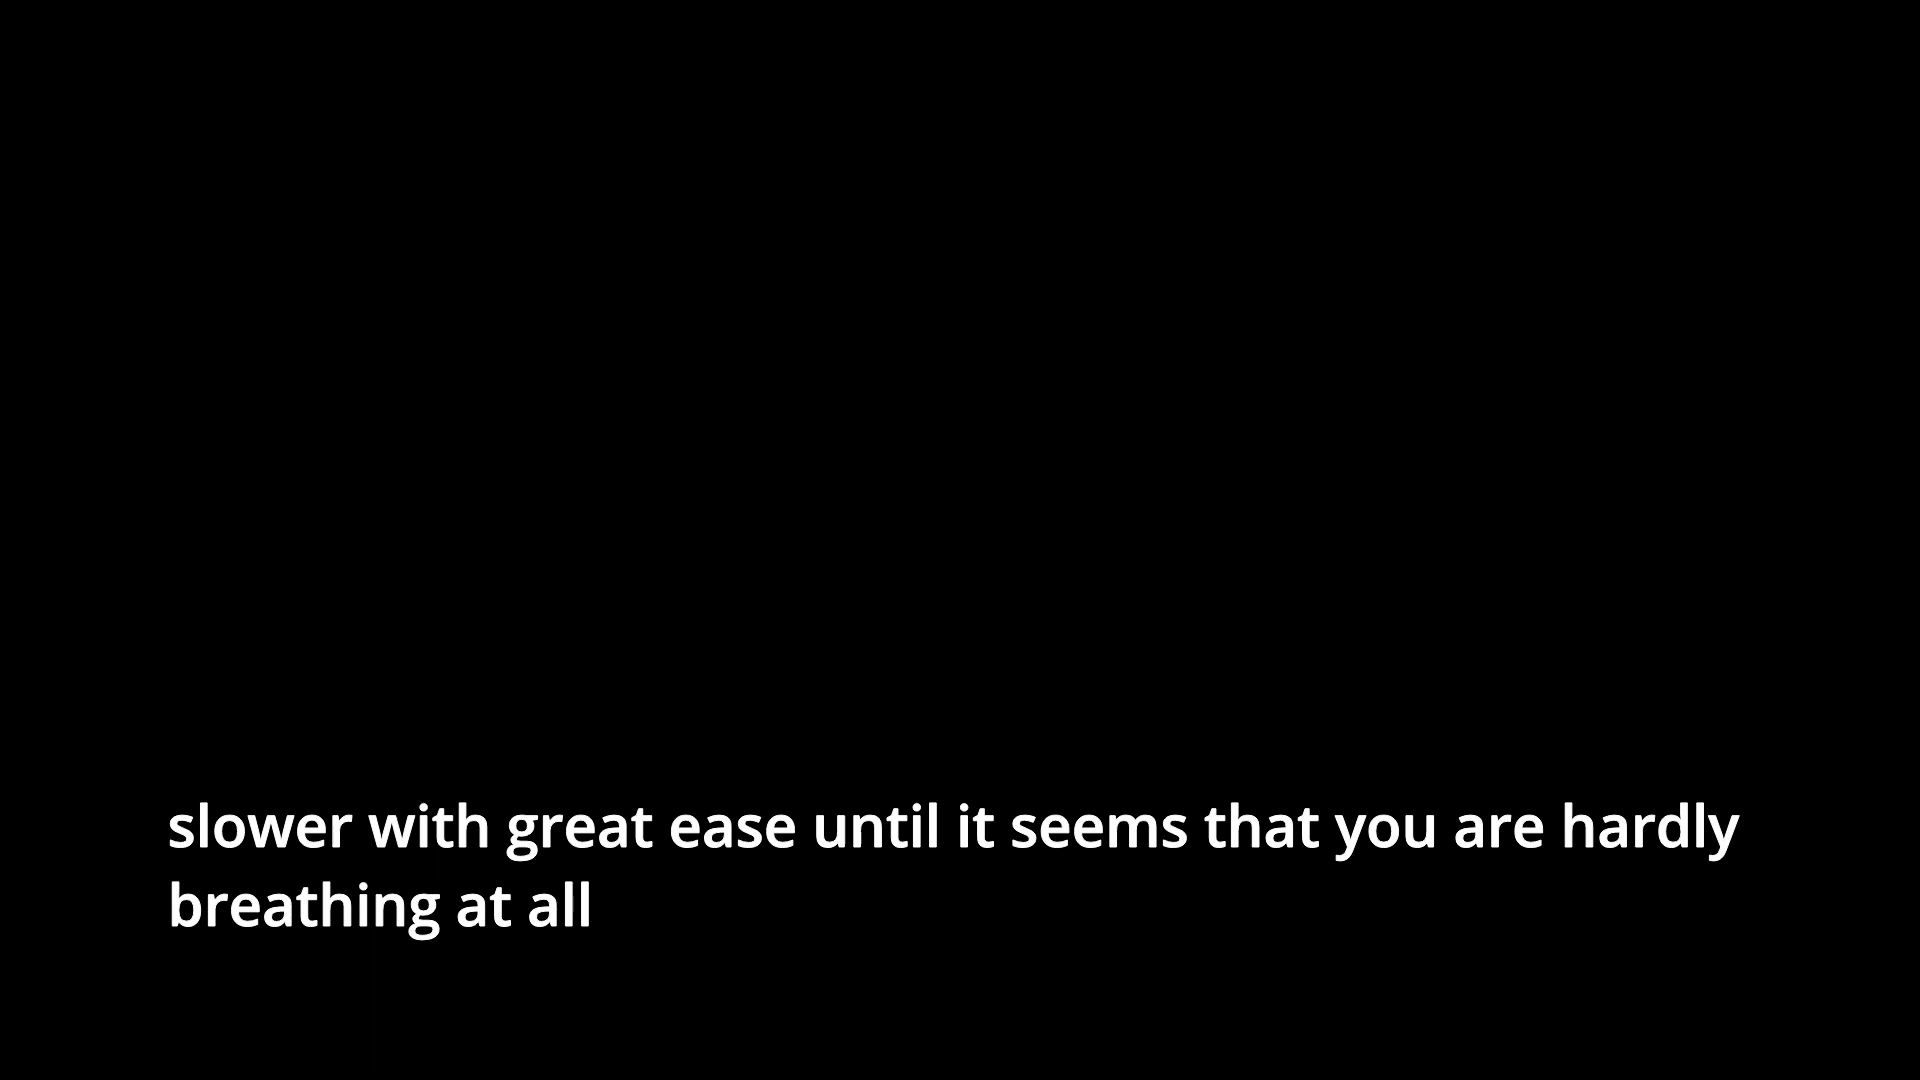 slower with great ease until it seems that you are hardly
breathing at all